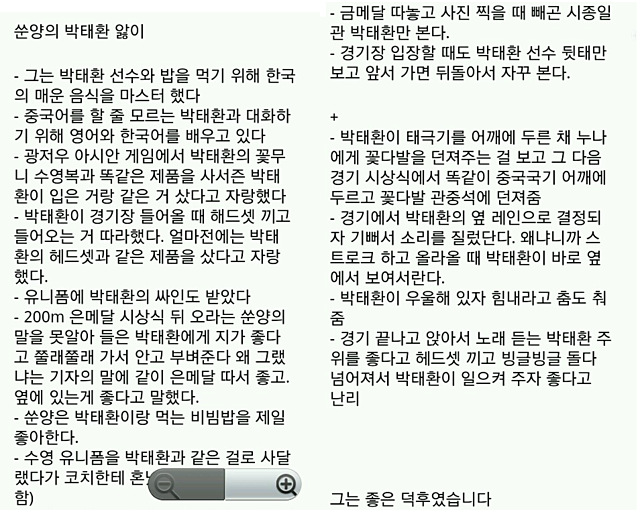 쑨양의 박태환 앓이
- 그는 박태환 선수와 밥을 먹기 위해 한국
의 매운 음식을 마스터 했다
- 중국어를 할 줄 모르는 박태환과 대화하
기 위해 영어와 한국어를 배우고 있다
- 광저우 아시안 게임에서 박태환의 꽃무
니 수영복과 똑같은 제품을 사서즌 박태
환이 입은 거랑 같은 거 샀다고 자랑했다
- 박태환이 경기장 들어올 때 해드셋 끼고
들어오는 거 따라했다. 얼마전에는 박태
환의 헤드셋과 같은 제품을 샀다고 자랑
했다.
- 유니폼에 박태환의 싸인도 받았다
- 200m 은메달 시상식 뒤 오라는 쑨양의
말을 못알아 들은 박태환에게 지가 좋다
고 쭐래쭐래 가서 안고 부벼준다 왜 그랬
냐는 기자의 말에 같이 은메달 따서 좋고.
옆에 있는게 좋다고 말했다.
- 쑨양은 박태환이랑 먹는 비빔밥을 제일
좋아한다.
- 수영 유니폼을 박태환과 같은 걸로 사달
랬다가 코치한테
함)
- 금메달 따놓고 사진 찍을 때 빼곤 시종일
관 박태환만 본다.
- 경기장 입장할 때도 박태환 선수 뒷태만
보고 앞서 가면 뒤돌아서 자꾸 본다.
+
- 박태환이 태극기를 어깨에 두른 채 누나
에게 꽃다발을 던져주는 걸 보고 그 다음
경기 시상식에서 똑같이 중국국기 어깨에
두르고 꽃다발 관중석에 던져줌
- 경기에서 박태환의 옆 레인으로 결정되
자 기뻐서 소리를 질렀단다. 왜냐니까 스
트로크 하고 올라올 때 박태환이 바로 옆
에서 보여서란다.
- 박태환이 우울해 있자 힘내라고 춤도 춰
줌
- 경기 끝나고 앉아서 노래 듣는 박태환 주
위를 좋다고 헤드셋 끼고 빙글빙글 돌다
넘어져서 박태환이 일으켜 주자 좋다고
난리
그는 좋은 덕후였습니다